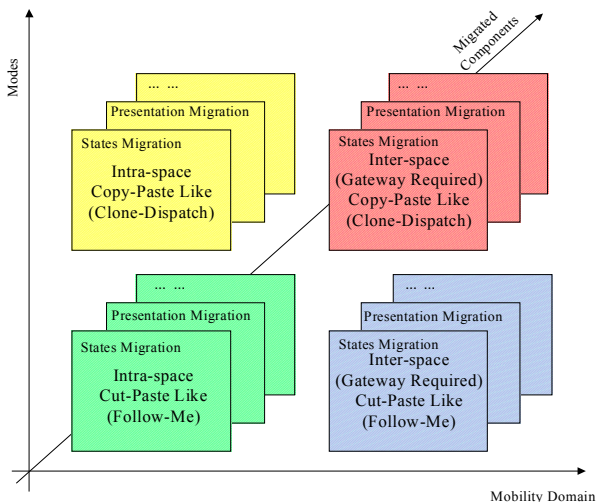 Modes
Migrated
Components
... ...
Presentation Migration
States Migration
Intra-space
Copy-Paste Like
(Clone-Dispatch)
... ...
Presentation Migration
States Migration
Inter-space
(Gateway Required)
Copy-Paste Like
(Clone-Dispatch)
... ...
Presentation Migration
States Migration
Intra-space
Cut-Paste Like
(Follow-Me)
... ...
Presentation Migration
States Migration
Inter-space
(Gateway Required)
Cut-Paste Like
(Follow-Me)
Mobility Domain